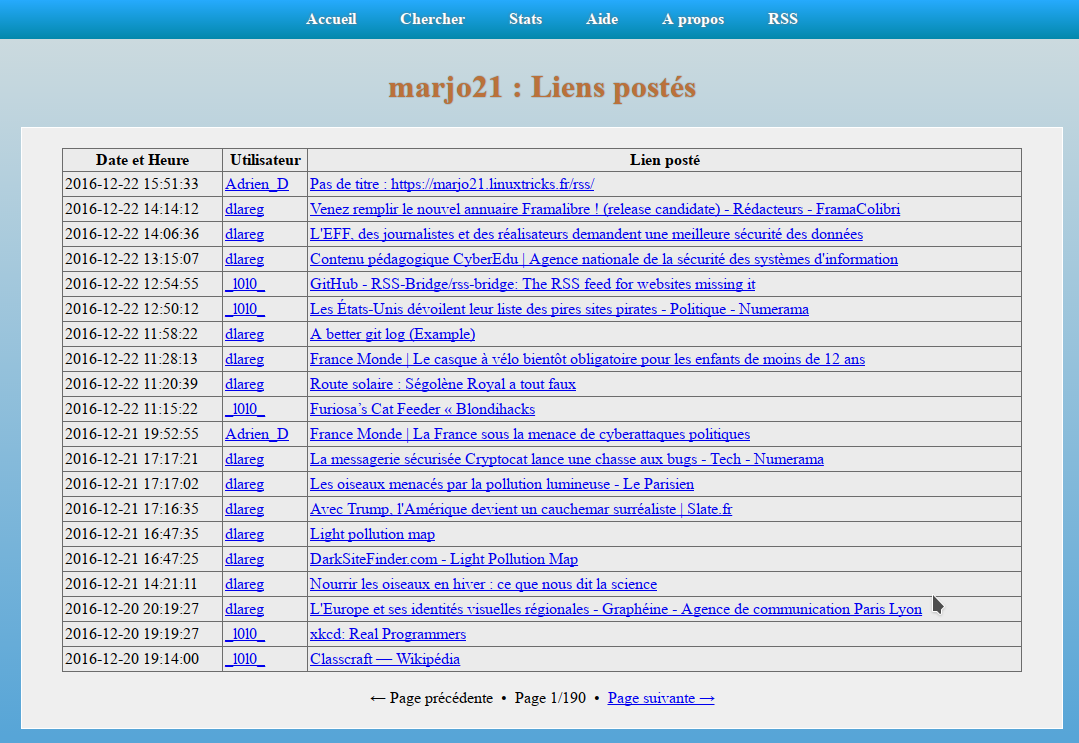 Accueil Chercher Stats Aide A propos RSS
marjo21 : Liens postés
Date et Heure Utilisateur Lien posté
2016-12-22 15:51:33 Adrien_D Pas de titre : https://marjo21.linuxtricks.fr/rss/
2016-12-22 14:14:12 dlareg Venez remplir le nouvel annuaire Framalibre ! (release candidate) - Rédacteurs - FramaColibri
2016-12-22 14:06:36 dlareg L'EFF, des journalistes et des réalisateurs demandent une meilleure sécurité des données
2016-12-22 13:15:07 dlareg Contenu pédagogique CyberEdu | Agence nationale de la sécurité des systèmes d'information
2016-12-22 12:54:55 _1010_ GitHub - RSS-Bridge/rss-bridge: The RSS feed for websites missing it
2016-12-22 12:50:12 _1010_ Les États-Unis dévoilent leur liste des pires sites pirates - Politique - Numerama
2016-12-22 11:58:22 dlareg A better git log (Example)
2016-12-22 11:28:13 dlareg France Monde | Le casque à vélo bientôt obligatoire pour les enfants de moins de 12 ans
2016-12-22 11:20:39 dlareg Route solaire : Ségolène Royal a tout faux
2016-12-22 11:15:22 _1010_ Furiosa’s Cat Feeder « Blondihacks
2016-12-21 19:52:55 Adrien_D France Monde | La France sous la menace de cyberattaques politiques
2016-12-21 17:17:21 dlareg La messagerie sécurisée Cryptocat lance une chasse aux bugs - Tech - Numerama
2016-12-21 17:17:02 dlareg Les oiseaux menacés par la pollution lumineuse - Le Parisien
2016-12-21 17:16:35 dlareg Avec Trump, l'Amérique devient un cauchemar surréaliste | Slate.fr
2016-12-21 16:47:35 dlareg Light pollution map
2016-12-21 16:47:25 dlareg DarkSiteFinder.com - Light Pollution Map
2016-12-21 14:21:11 dlareg Nourrir les oiseaux en hiver : ce que nous dit la science
2016-12-20 20:19:27 dlareg L'Europe et ses identités visuelles régionales - Graphéine - Agence de communication Paris Lyon
2016-12-20 19:19:27 _1010_ xkcd: Real Programmers
2016-12-20 19:14:00 _1010_ Classcraft — Wikipédia
← Page précédente • Page 1/190 • Page suivante →